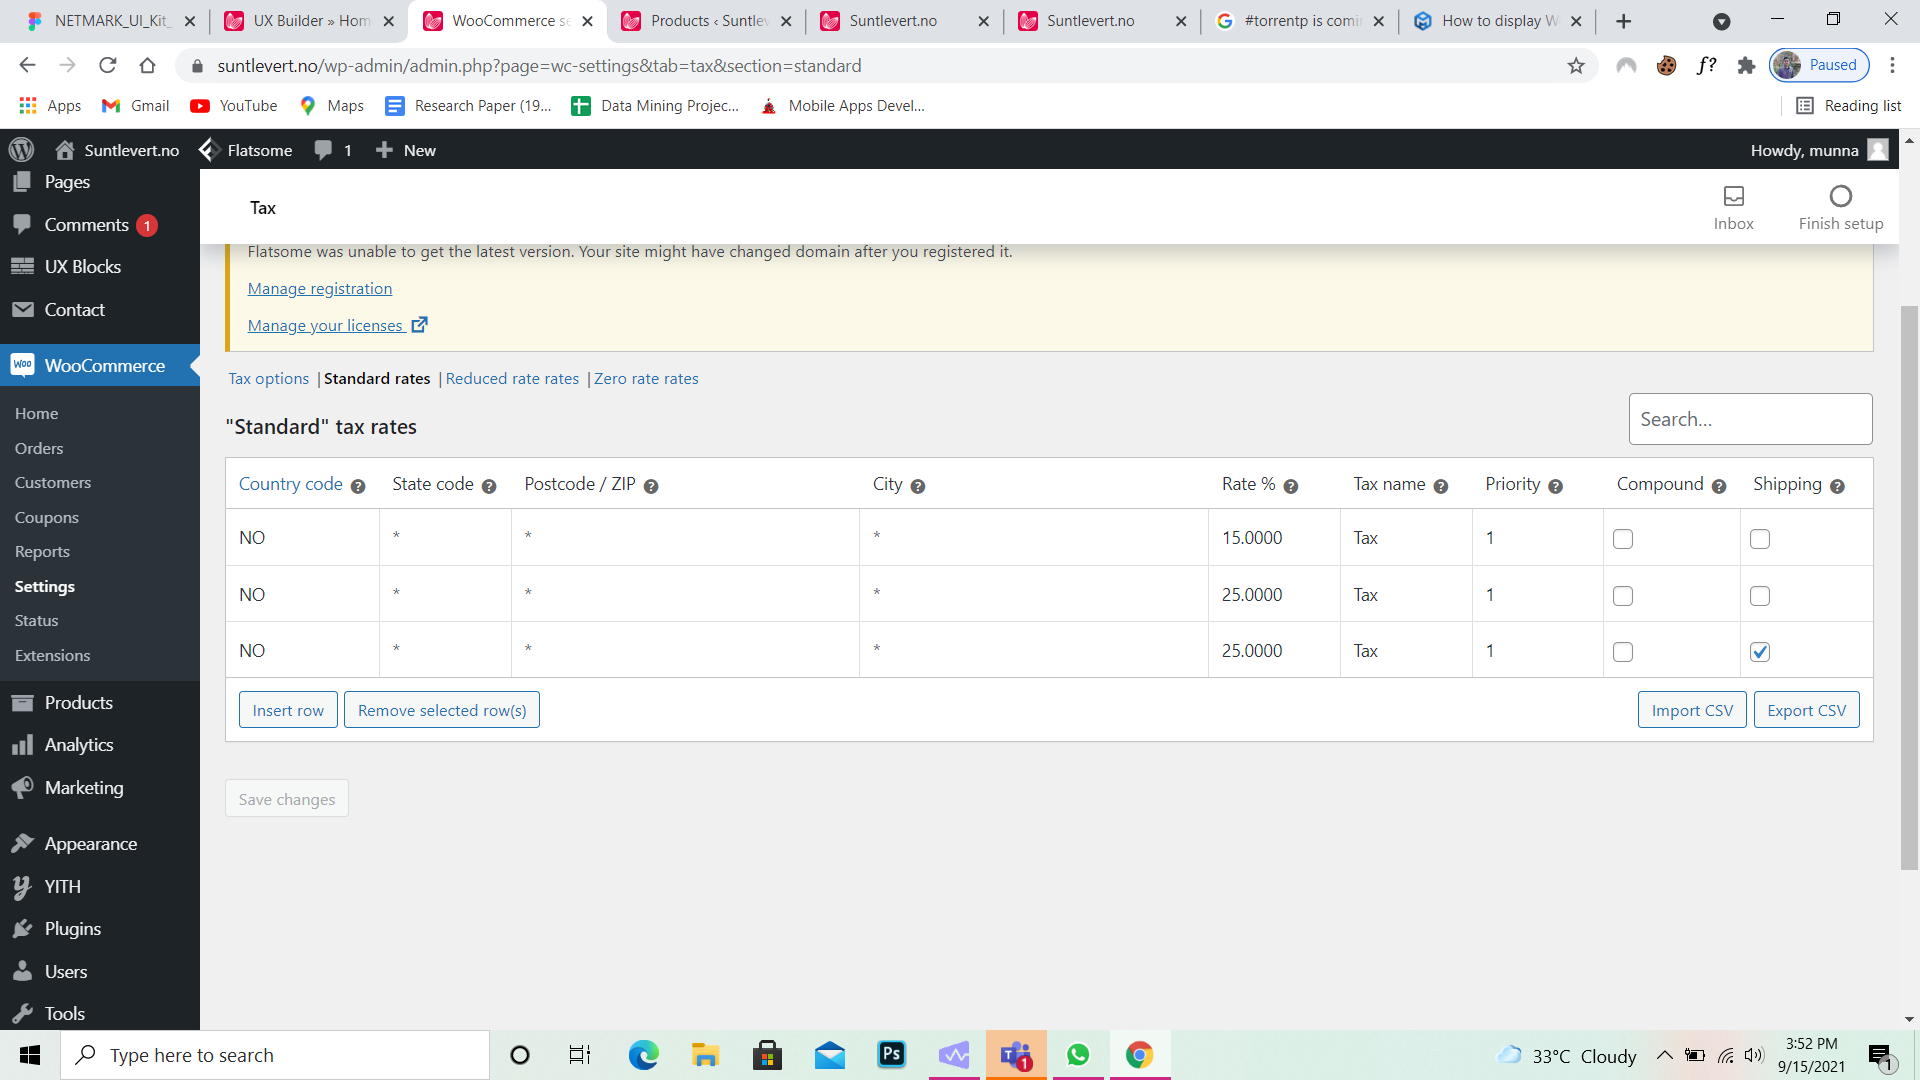 NETMARK_UI_Kit_
UX Builder » Hom
WooCommerce se
Products ‹ Suntlev
Suntlevert.no
Suntlevert.no
#torrentp is comi
How to display W
suntlevert.no/wp-admin/admin.php?page=wc-settings&tab=tax&section=standard
f?
Paused
Apps
Gmail
YouTube
Maps
Research Paper (19...
Data Mining Projec...
Mobile Apps Devel...
Reading list
Suntlevert.no
Flatsome
1
New
Howdy, munna
Pages
Comments 1
UX Blocks
Contact
Woo WooCommerce
Home
Orders
Customers
Coupons
Reports
Settings
Status
Extensions
Products
Analytics
Marketing
Appearance
YITH
Plugins
Users
Tools
Tax
Inbox
Finish setup
Flatsome was unable to get the latest version. Your site might have changed domain after you registered it.
Manage registration
Manage your licenses
Tax options | Standard rates | Reduced rate rates | Zero rate rates
"Standard" tax rates
Search...
Country code ? State code ? Postcode / ZIP ? City ? Rate % ? Tax name ? Priority ? Compound ? Shipping ?
NO * * * 15.0000 Tax 1
NO * * * 25.0000 Tax 1
NO * * * 25.0000 Tax 1
Insert row
Remove selected row(s)
Import CSV
Export CSV
Save changes
Type here to search
Ps
T 1
33°C Cloudy
3:52 PM
9/15/2021
1